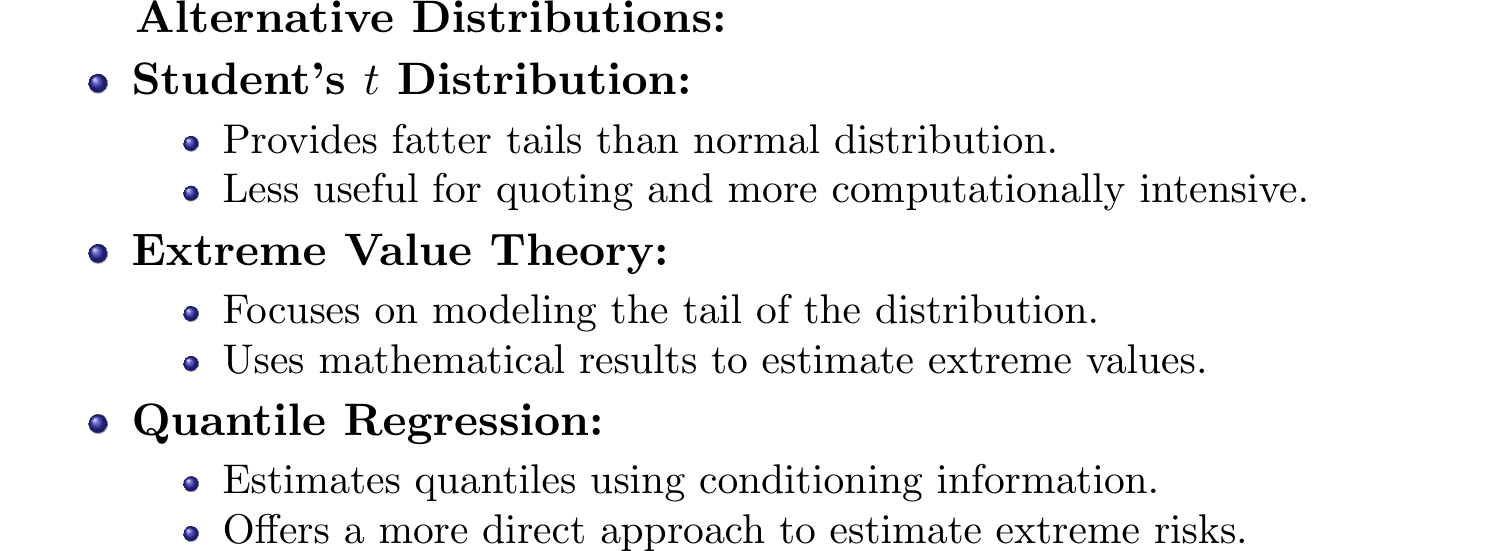 Alternative Distributions:
Student's t Distribution:
Provides fatter tails than normal distribution.
Less useful for quoting and more computationally intensive.
Extreme Value Theory:
Focuses on modeling the tail of the distribution.
Uses mathematical results to estimate extreme values.
Quantile Regression:
Estimates quantiles using conditioning information.
Offers a more direct approach to estimate extreme risks.